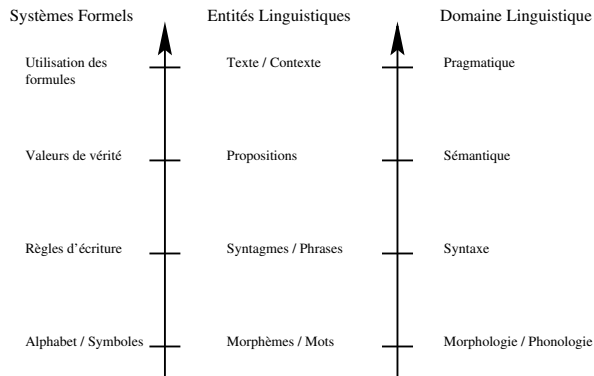 Systèmes Formels Entités Linguistiques Domaine Linguistique
Utilisation des formules Texte / Contexte Pragmatique
Valeurs de vérité Propositions Sémantique
Règles d'écriture Syntagmes / Phrases Syntaxe
Alphabet / Symboles Morphèmes / Mots Morphologie / Phonologie